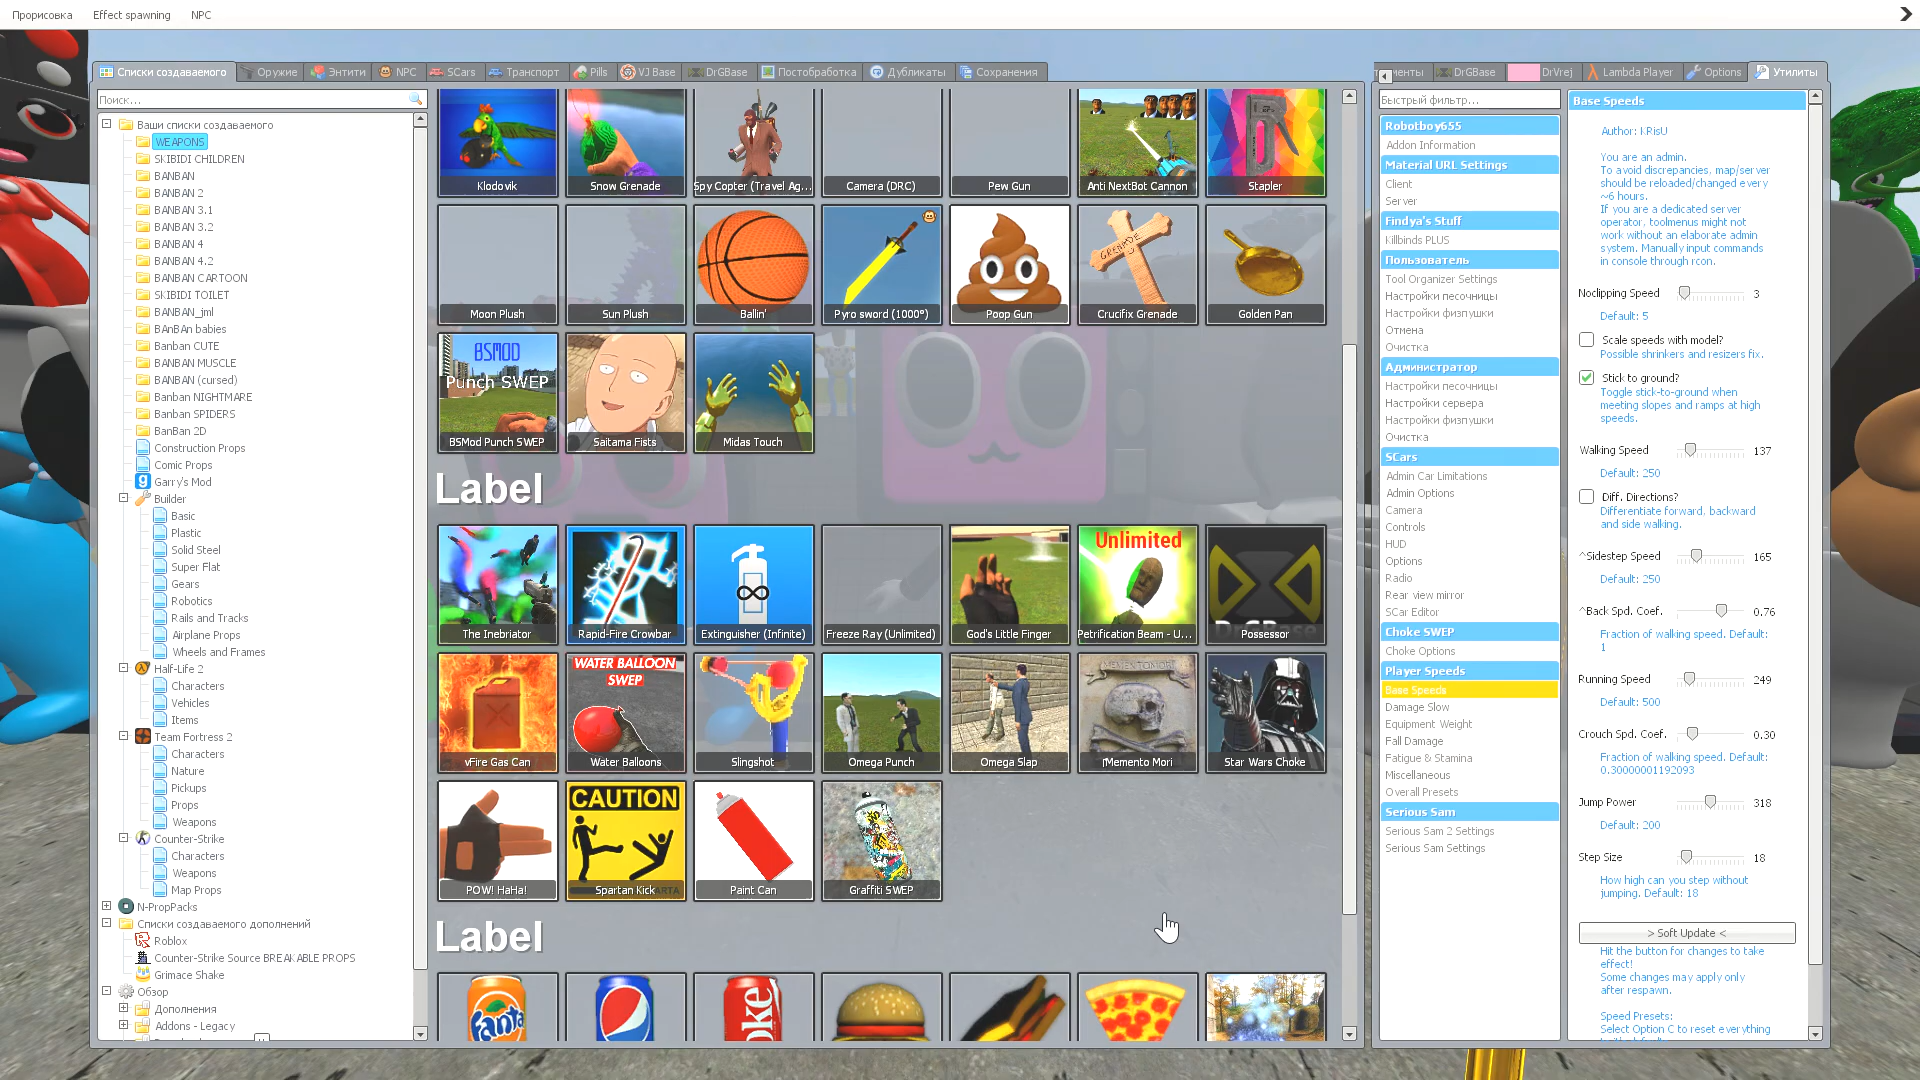 Прорисовка
Effect spawning
NPC
Списки создаваемого
Оружие
Энтити
NPC
SCars
Транспорт
Pills
VJ Base
DrGBase
Постобработка
Дубликаты
Сохранения
Поиск...
Ваши списки создаваемого
WEAPONS
SKIBIDI CHILDREN
BANBAN
BANBAN 2
BANBAN 3.1
BANBAN 3.2
BANBAN 4
BANBAN 4.2
BANBAN CARTOON
SKIBIDI TOILET
BANBAN_jml
BAnBAn babies
Banban CUTE
BANBAN MUSCLE
BANBAN (cursed)
Banban NIGHTMARE
Banban SPIDERS
BanBan 2D
Construction Props
Comic Props
Garry's Mod
Builder
Basic
Plastic
Solid Steel
Super Flat
Gears
Robotics
Rails and Tracks
Airplane Props
Wheels and Frames
Half-Life 2
Characters
Vehicles
Items
Team Fortress 2
Characters
Nature
Pickups
Props
Weapons
Counter-Strike
Characters
Weapons
Map Props
N-PropPacks
Списки создаваемого дополнений
Roblox
Counter-Strike Source BREAKABLE PROPS
Grimace Shake
Обзор
Дополнения
Addons - Legacy
Klodovik
Snow Grenade
Spy Copter (Travel Ag...
Camera (DRC)
Pew Gun
Anti NextBot Cannon
Stapler
Moon Plush
Sun Plush
Ballin'
Pyro sword (1000°)
Poop Gun
GRENADE
Crucifix Grenade
Golden Pan
BSMOD
Punch SWEP
BSMod Punch SWEP
Saitama Fists
Midas Touch
Label
The Inebriator
Rapid-Fire Crowbar
Extinguisher (Infinite)
Freeze Ray (Unlimited)
God's Little Finger
Unlimited
Petrification Beam - U...
DrGBase
Possessor
vFire Gas Can
WATER BALLOON
SWEP
Water Balloons
Slingshot
Omega Punch
Omega Slap
MEMENTO MORI
Memento Mori
Star Wars Choke
POW! HaHa!
CAUTION
Spartan Kick
Paint Can
Graffiti SWEP
Label
Fanta
Coke
DrGBase
DrVrej
Lambda Player
Options
Утилиты
Быстрый фильтр...
Robotboy655
Addon Information
Material URL Settings
Client
Server
Findya's Stuff
Killbinds PLUS
Пользователь
Tool Organizer Settings
Настройки песочницы
Настройки физпушки
Отмена
Очистка
Администратор
Настройки песочницы
Настройки сервера
Настройки физпушки
Очистка
SCars
Admin Car Limitations
Admin Options
Camera
Controls
HUD
Options
Radio
Rear view mirror
SCar Editor
Choke SWEP
Choke Options
Player Speeds
Base Speeds
Damage Slow
Equipment Weight
Fall Damage
Fatigue & Stamina
Miscellaneous
Overall Presets
Serious Sam
Serious Sam 2 Settings
Serious Sam Settings
Base Speeds
Author: KRisU
You are an admin.
To avoid discrepancies, map/server
should be reloaded/changed every
~6 hours.
If you are a dedicated server
operator, toolmenus might not
work without an elaborate admin
system. Manually input commands
in console through rcon.
Noclipping Speed 3
Default: 5
Scale speeds with model?
Possible shrinkers and resizers fix.
Stick to ground?
Toggle stick-to-ground when
meeting slopes and ramps at high
speeds.
Walking Speed 137
Default: 250
Diff. Directions?
Differentiate forward, backward
and side walking.
^Sidestep Speed 165
Default: 250
^Back Spd. Coef. 0.76
Fraction of walking speed. Default:
1
Running Speed 249
Default: 500
Crouch Spd. Coef. 0.30
Fraction of walking speed. Default:
0.30000001192093
Jump Power 318
Default: 200
Step Size 18
How high can you step without
jumping. Default: 18
> Soft Update <
Hit the button for changes to take
effect!
Some changes may apply only
after respawn.
Speed Presets:
Select Option C to reset everything